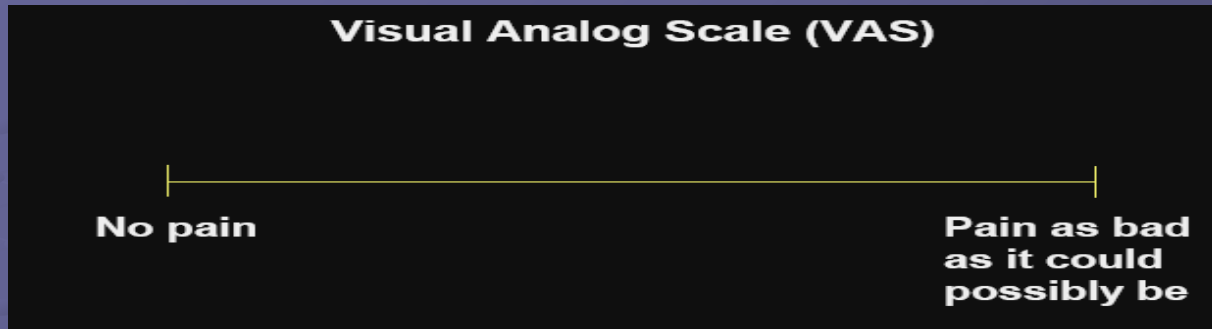 Visual Analog Scale (VAS)
No pain
Pain as bad
as it could
possibly be